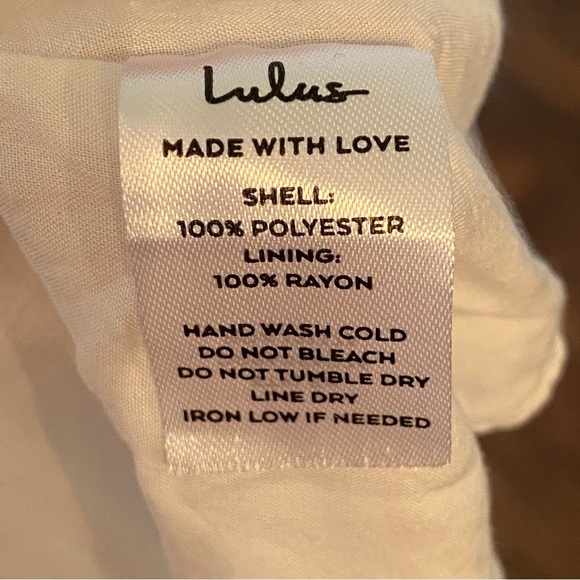 Lulus
MADE WITH LOVE
SHELL:
100% POLYESTER
LINING:
100% RAYON
HAND WASH COLD
DO NOT BLEACH
DO NOT TUMBLE DRY
LINE DRY
IRON LOW IF NEEDED